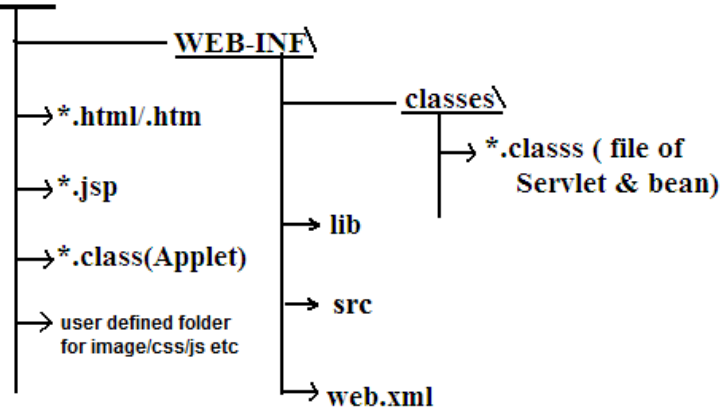 WEB-INF\
classes\
*.html/.htm
*.classs ( file of
Servlet & bean)
*.jsp
lib
*.class(Applet)
src
user defined folder
for image/css/js etc
web.xml